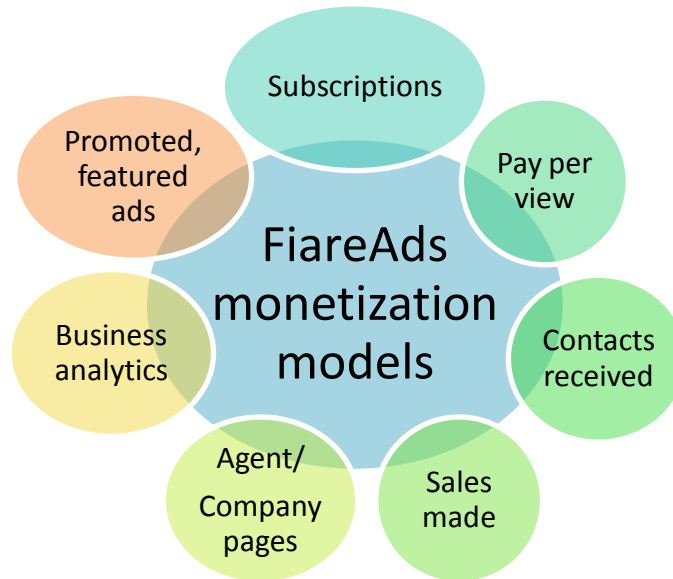 Subscriptions
Pay per
view
Contacts
received
Sales
made
Agent/
Company
pages
Business
analytics
Promoted,
featured
ads
FiareAds
monetization
models